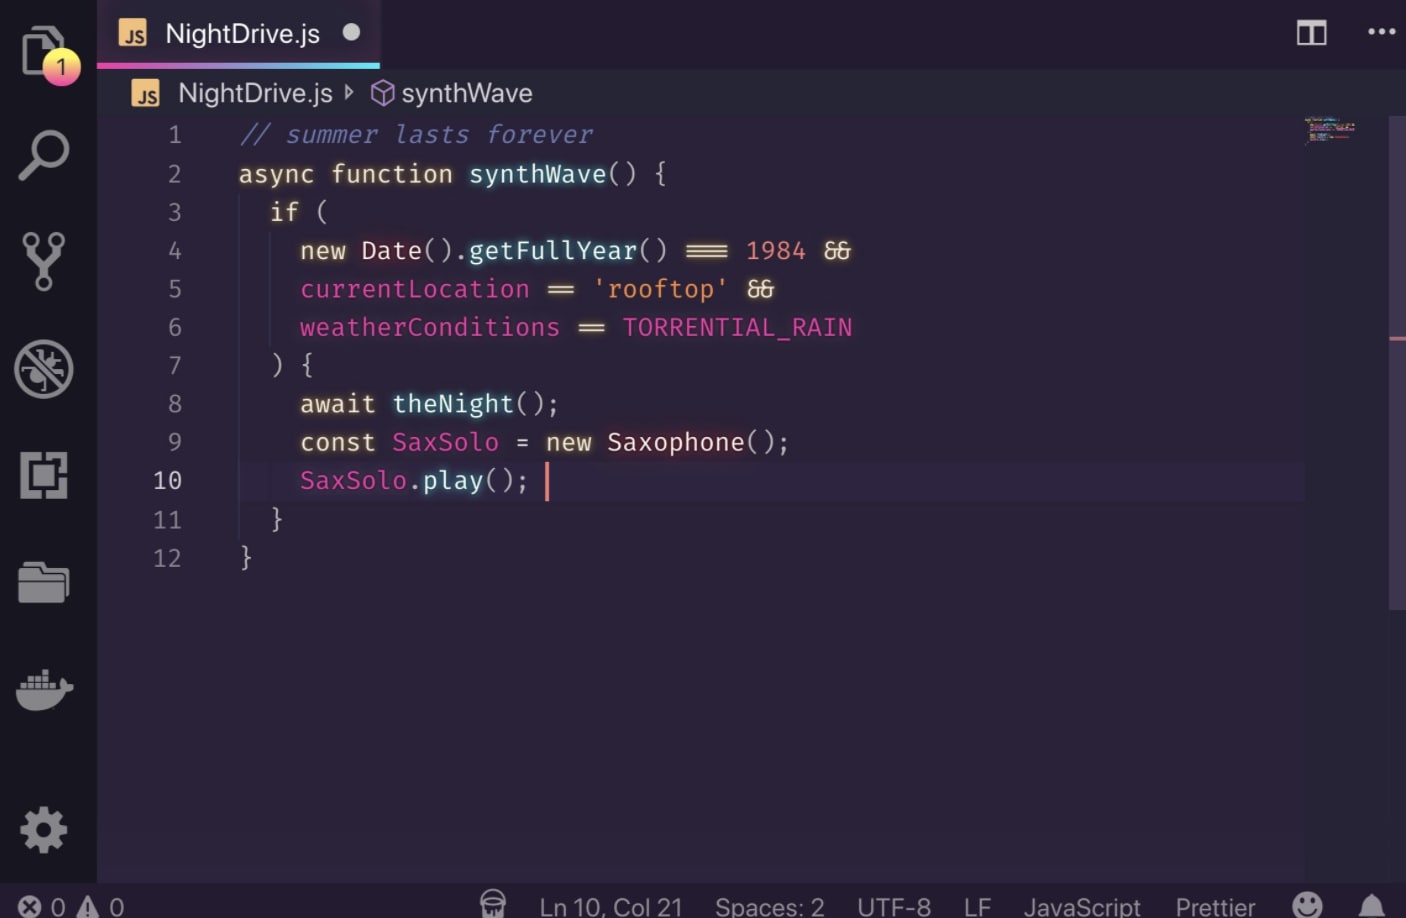 1
JS NightDrive.js
JS NightDrive.js synthWave
1 // summer lasts forever
2 async function synthWave() {
3 if (
4 new Date().getFullYear() === 1984 &&
5 currentLocation == 'rooftop' &&
6 weatherConditions == TORRENTIAL_RAIN
7 ) {
8 await theNight();
9 const SaxSolo = new Saxophone();
10 SaxSolo.play();
11 }
12 }
0 0 Ln 10, Col 21 Spaces: 2 UTF-8 LF JavaScript Prettier